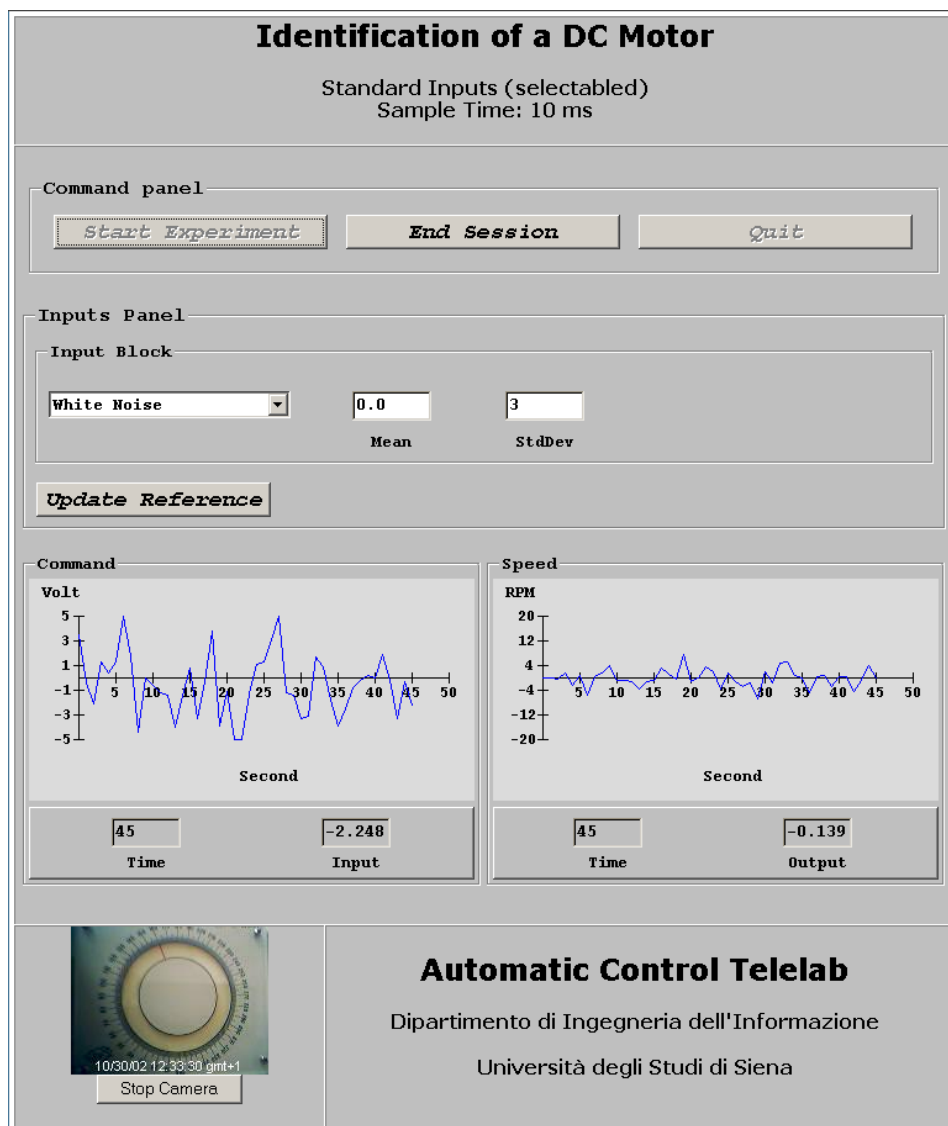 Identification of a DC Motor
Standard Inputs (selectabled)
Sample Time: 10 ms
Command panel
Start Experiment
End Session
Quit
Inputs Panel
Input Block
White Noise
0.0
3
Mean
StdDev
Update Reference
Command
Volt
5
3
1
-1
-3
-5
5 10 15 20 25 30 35 40 45 50
Second
45
-2.248
Time
Input
Speed
RPM
20
12
4
-4
-12
-20
5 10 15 20 25 30 35 40 45 50
Second
45
-0.139
Time
Output
10/30/02 12:33:30 gmt+1
Stop Camera
Automatic Control Telelab
Dipartimento di Ingegneria dell'Informazione
Università degli Studi di Siena